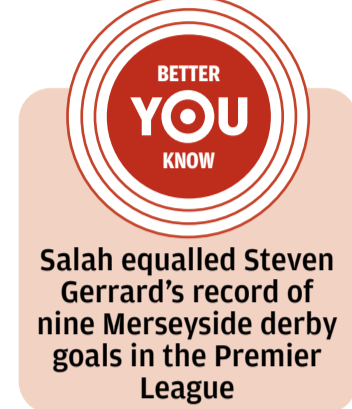 BETTER
YOU
KNOW
Salah equalled Steven
Gerrard’s record of
nine Merseyside derby
goals in the Premier
League